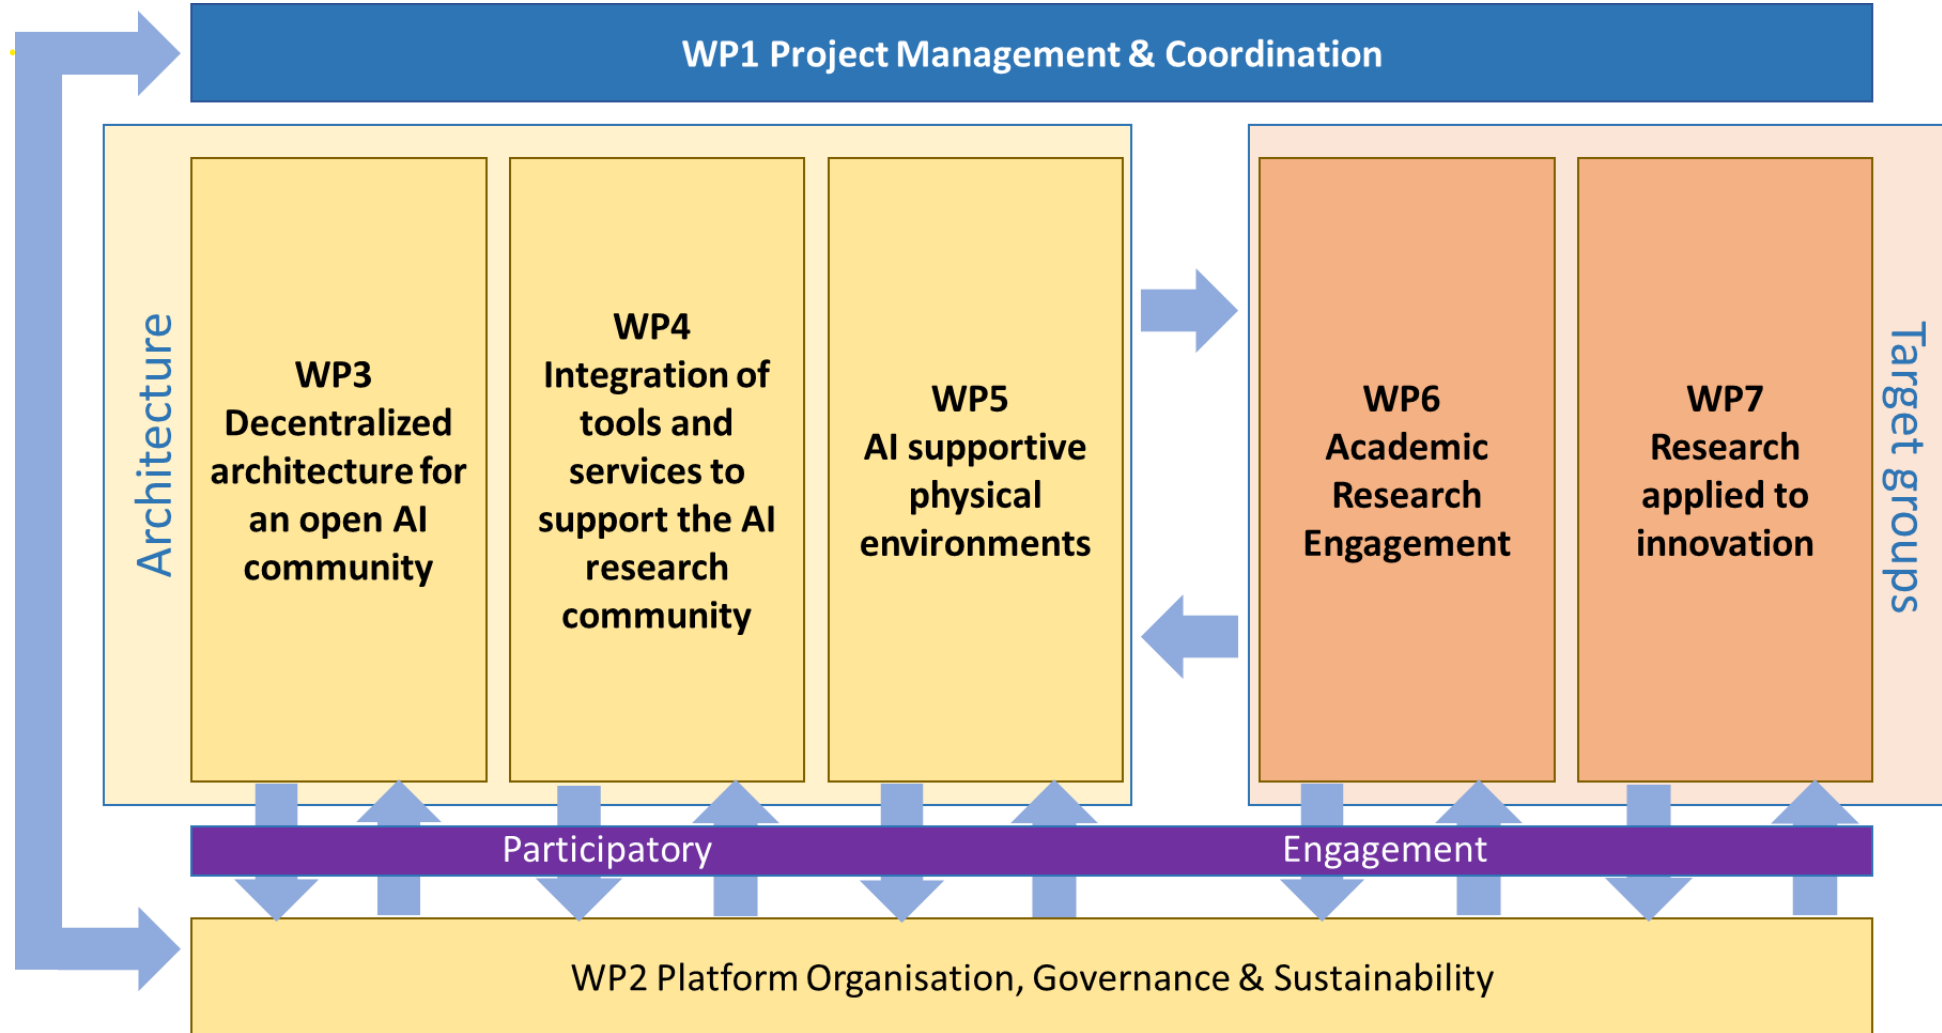 WP1 Project Management & Coordination
Architecture
WP3
Decentralized
architecture for
an open AI
community
WP4
Integration of
tools and
services to
support the AI
research
community
WP5
AI supportive
physical
environments
WP6
Academic
Research
Engagement
WP7
Research
applied to
innovation
Target groups
Participatory
Engagement
WP2 Platform Organisation, Governance & Sustainability